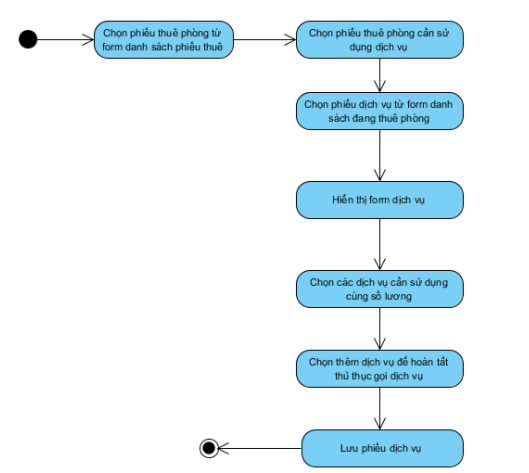 Chọn phiếu thuê phòng từ
form danh sách phiếu thuê
Chọn phiếu thuê phòng cần sử
dụng dịch vụ
Chọn phiếu dịch vụ từ form danh
sách đang thuê phòng
Hiển thị form dịch vụ
Chọn các dịch vụ cần sử dụng
cùng số lương
Chọn thêm dịch vụ để hoàn tất
thủ thục gọi dịch vụ
Lưu phiếu dịch vụ